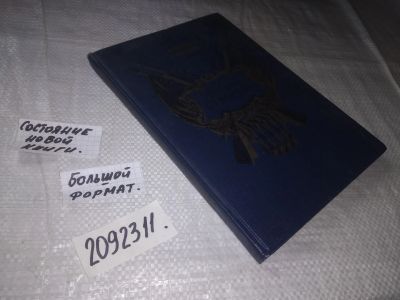 Состояние
новой
книги.
Большой
формат.
2092311.